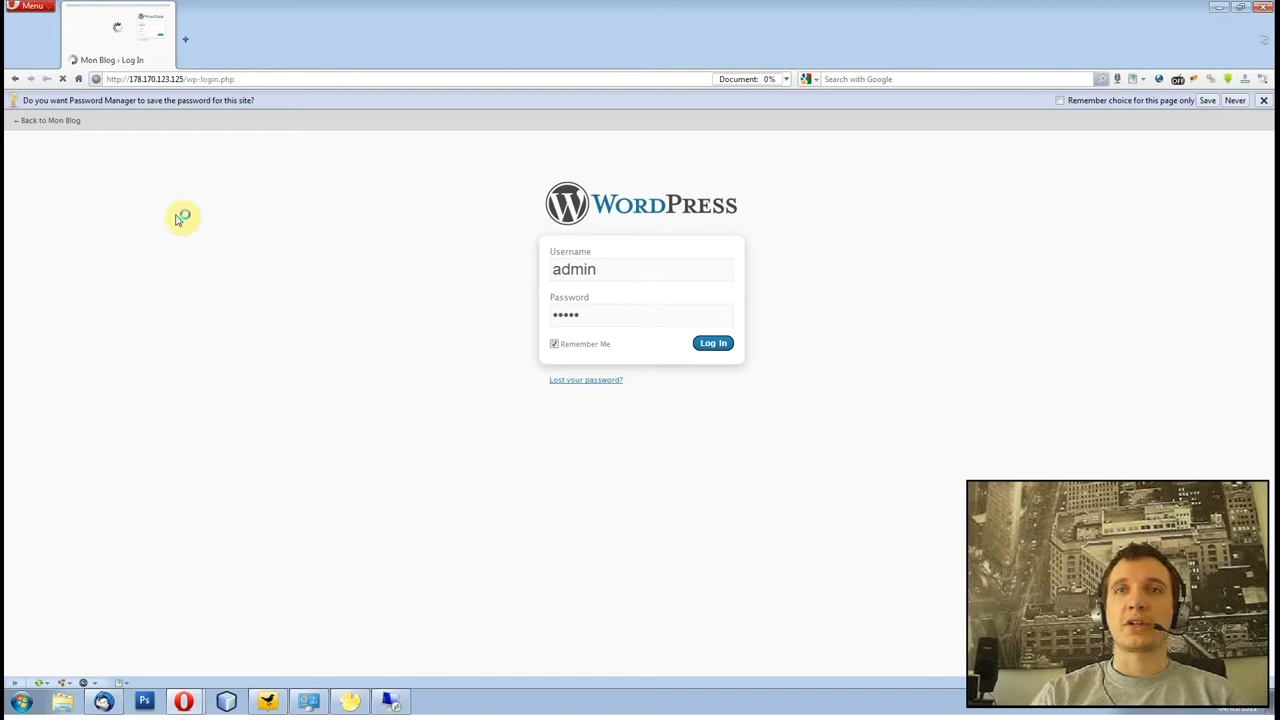 Menu
Mon Blog › Log In
http://178.170.123.125/wp-login.php
Document: 0%
Search with Google
OFF
Do you want Password Manager to save the password for this site?
Remember choice for this page only
Save
Never
← Back to Mon Blog
WORDPRESS
Username
admin
Password
•••••
Remember Me
Log In
Lost your password?
Ps